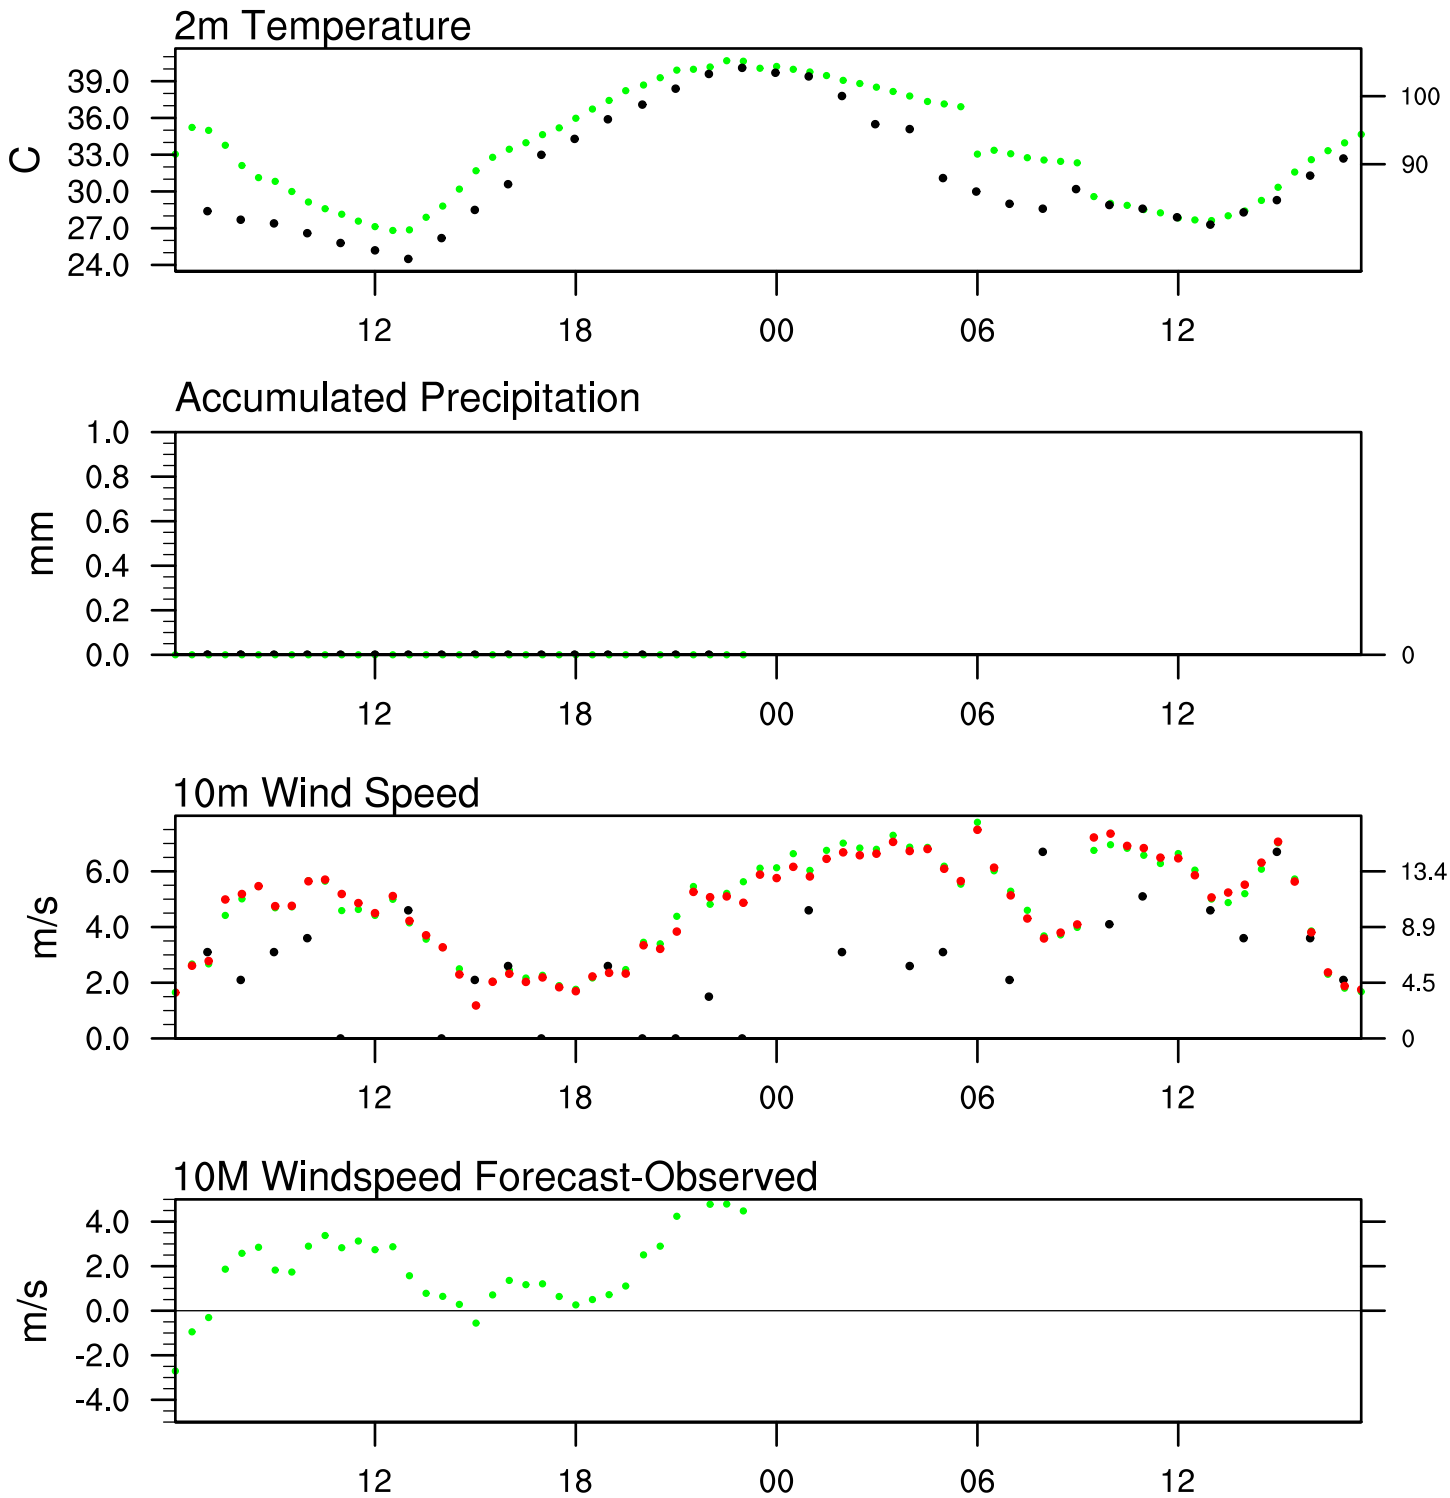 2m Temperature
39.0
36.0
33.0
30.0
27.0
24.0
C
100
90
12 18 00 06 12
Accumulated Precipitation
1.0
0.8
0.6
0.4
0.2
0.0
mm
0
12 18 00 06 12
10m Wind Speed
6.0
4.0
2.0
0.0
m/s
13.4
8.9
4.5
0
12 18 00 06 12
10M Windspeed Forecast-Observed
4.0
2.0
0.0
-2.0
-4.0
m/s
12 18 00 06 12